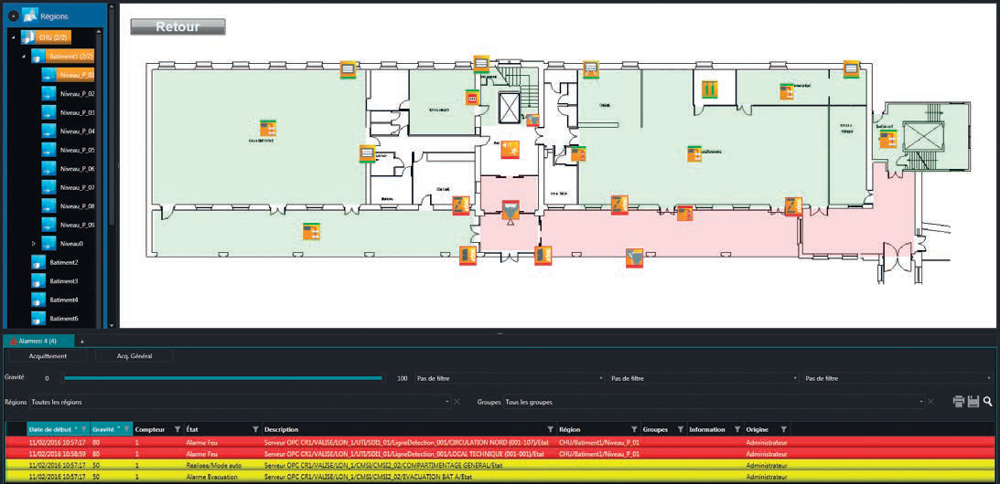 Régions
Retour
CHU (2/2)
Batiment1 (2/2)
Niveau_P_01
Niveau_P_02
Niveau_P_03
Niveau_P_04
Niveau_P_05
Niveau_P_06
Niveau_P_07
Niveau_P_08
Niveau_P_09
Niveau0
Batiment2
Batiment3
Batiment4
Batiment6
Alarmes: 4 (4) +
Acquittement Acq. Général
Gravité 0 100 Pas de filtre Pas de filtre Pas de filtre
Régions Toutes les régions Groupes Tous les groupes
Date de début Gravité Compteur État Description Région Groupes Information Origine
11/02/2016 10:57:17 80 1 Alarme Feu Serveur OPC CR1/VALISE/LON_1/UTI/SDI1_01/LigneDetection_001/CIRCULATION NORD (001-107)/Etat CHU/Batiment1/Niveau_P_01 Administrateur
11/02/2016 10:58:59 80 1 Alarme Feu Serveur OPC CR1/VALISE/LON_1/UTI/SDI1_01/LigneDetection_001/LOCAL TECHNIQUE (001-001)/Etat CHU/Batiment1/Niveau_P_01 Administrateur
11/02/2016 10:57:17 50 1 Realisee/Mode auto Serveur OPC CR1/VALISE/LON_1/CMSI/CMSI2_02/COMPARTIMENTAGE GENERAL/Etat Administrateur
11/02/2016 10:57:17 50 1 Alarme Evacuation Serveur OPC CR1/VALISE/LON_1/CMSI/CMSI2_02/EVACUATION BAT A/Etat Administrateur